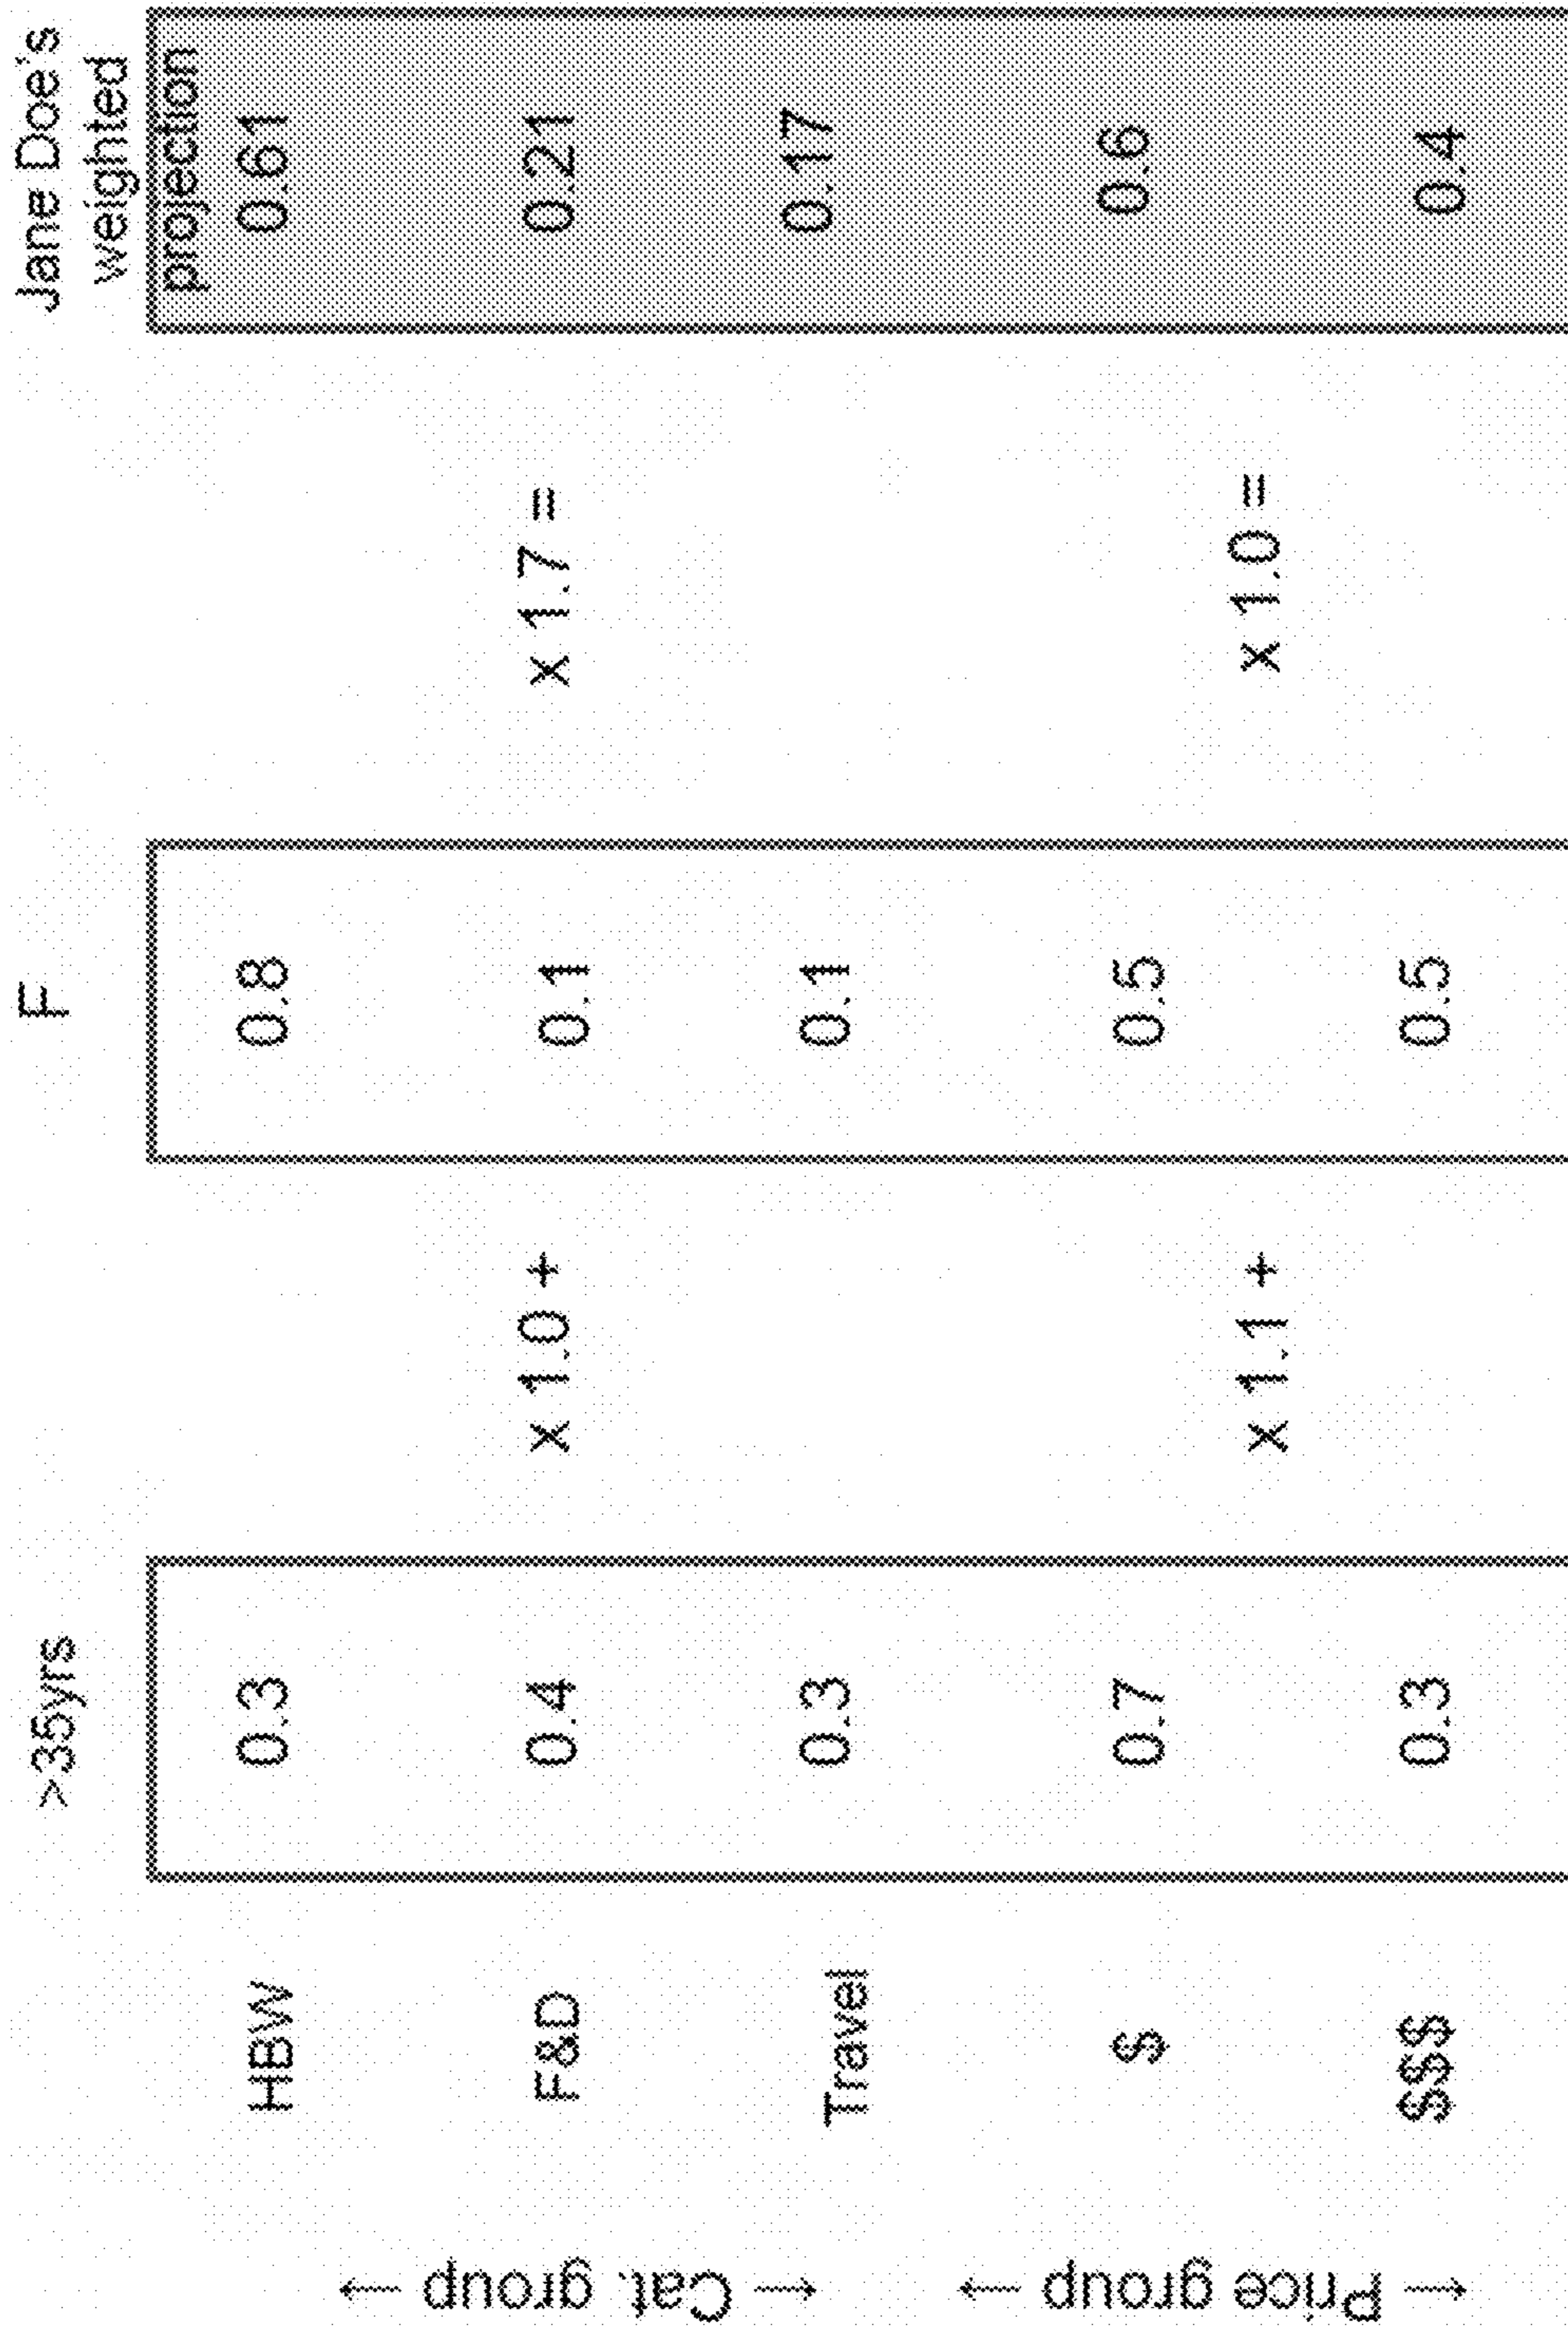 >35yrs F Jane Doe's
weighted
projection
HBW 0.3 0.8 0.61
F&D 0.4 x 1.0 + 0.1 x 1.7 = 0.21
Travel 0.3 0.1 0.17
$ 0.7 0.5 0.6
x 1.1 + x 1.0 =
$$$ 0.3 0.5 0.4
← Cat. group →
← Price group →